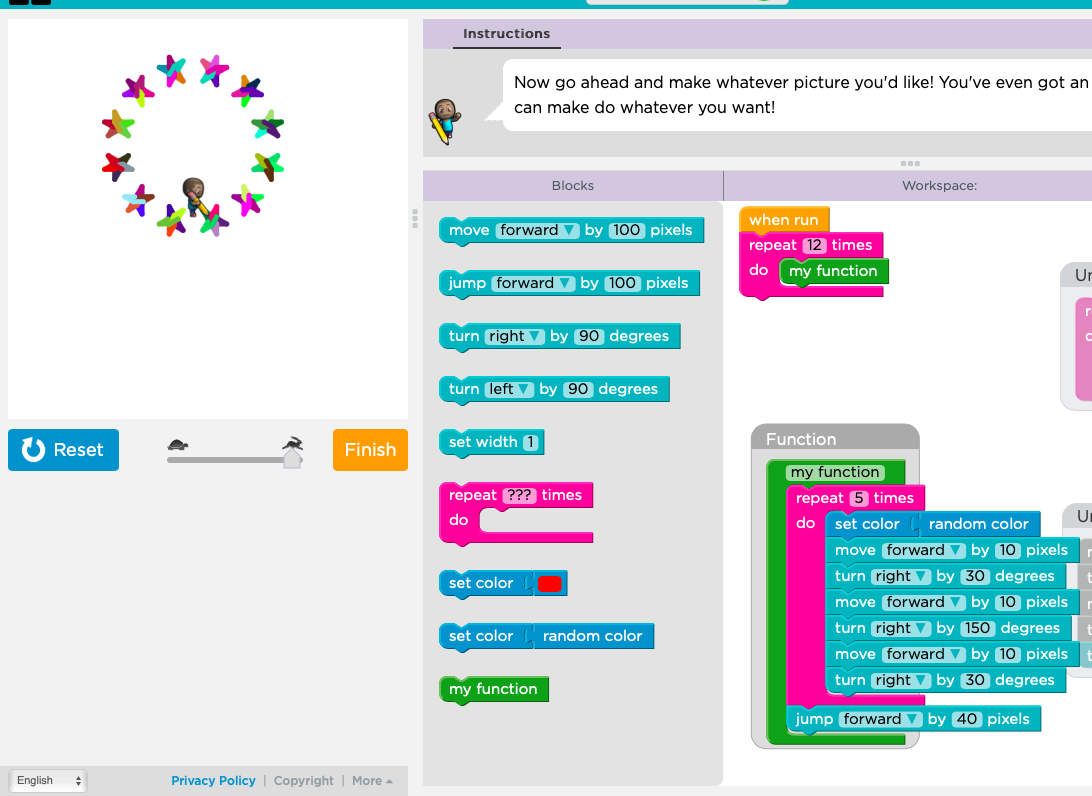 Instructions
Now go ahead and make whatever picture you'd like! You've even got an
can make do whatever you want!
Blocks
Workspace:
move forward ▼ by 100 pixels
jump forward ▼ by 100 pixels
turn right ▼ by 90 degrees
turn left ▼ by 90 degrees
set width 1
repeat ??? times
do
set color
set color random color
my function
when run
repeat 12 times
do my function
Function
my function
repeat 5 times
do set color random color
move forward ▼ by 10 pixels
turn right ▼ by 30 degrees
move forward ▼ by 10 pixels
turn right ▼ by 150 degrees
move forward ▼ by 10 pixels
turn right ▼ by 30 degrees
jump forward ▼ by 40 pixels
Reset
Finish
English
Privacy Policy | Copyright | More